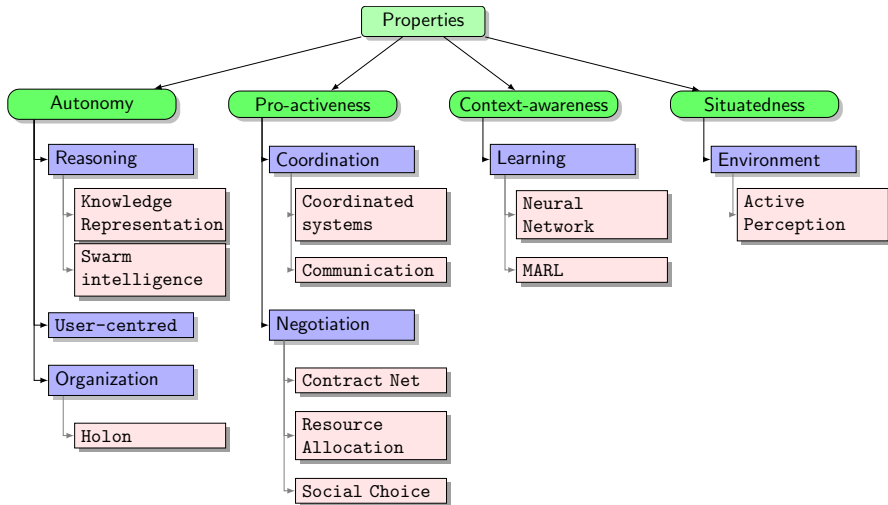 Properties
Autonomy
Pro-activeness
Context-awareness
Situatedness
Reasoning
Knowledge
Representation
Swarm
intelligence
User-centred
Organization
Holon
Coordination
Coordinated
systems
Communication
Negotiation
Contract Net
Resource
Allocation
Social Choice
Learning
Neural
Network
MARL
Environment
Active
Perception